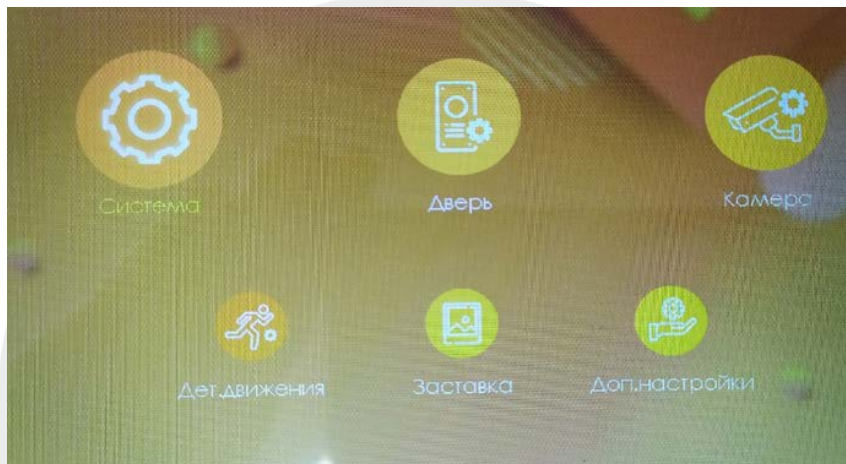 Система
Дверь
Камера
Дет.движения
Заставка
Доп.настройки